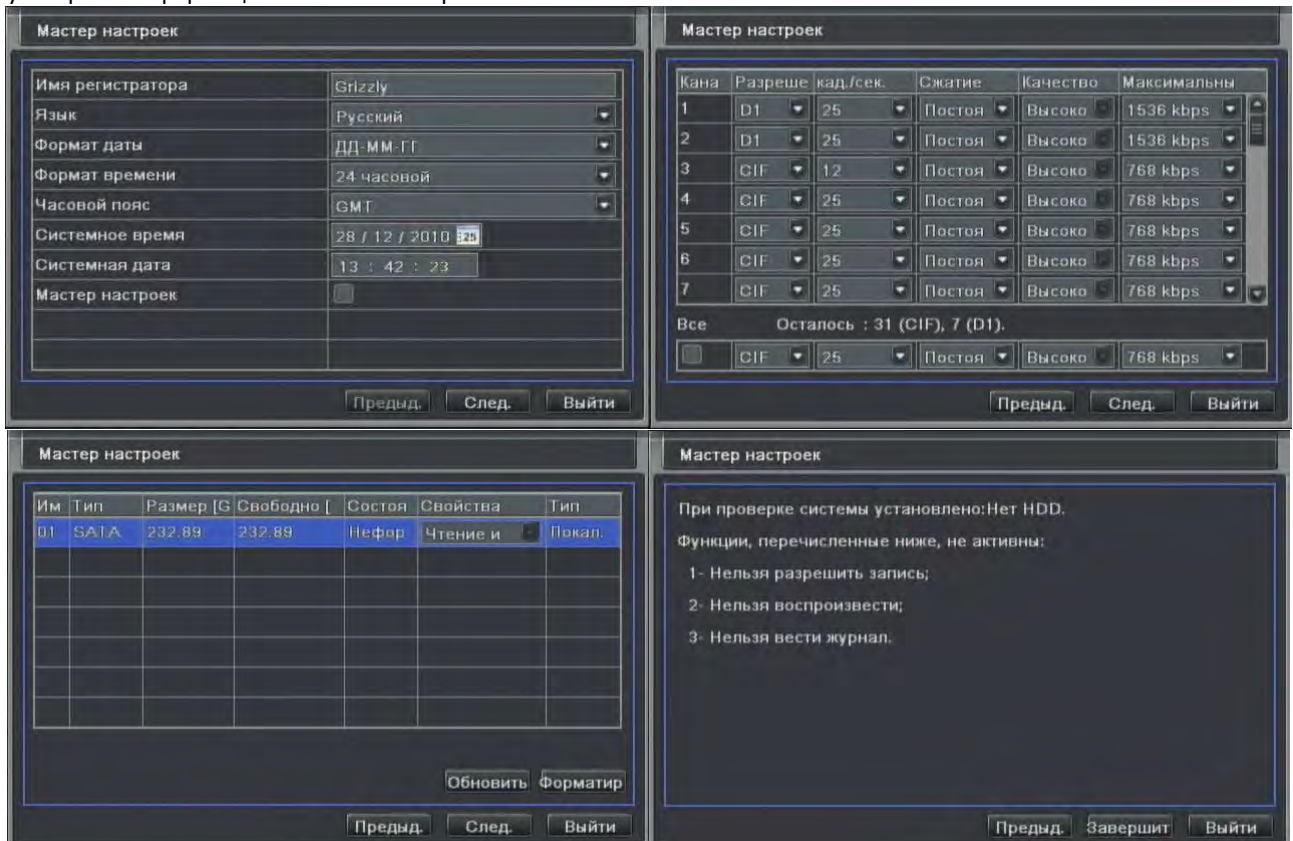 Мастер настроек
Имя регистратора Grizzly
Язык Русский
Формат даты ДД-ММ-ГГ
Формат времени 24 часовой
Часовой пояс GMT
Системное время 28 / 12 / 2010 25
Системная дата 13 : 42 : 23
Мастер настроек
Предыд. След. Выйти
Мастер настроек
Кана Разреше кад./сек. Сжатие Качество Максимальны
1 D1 25 Постоя Высоко 1536 kbps
2 D1 25 Постоя Высоко 1536 kbps
3 CIF 12 Постоя Высоко 768 kbps
4 CIF 25 Постоя Высоко 768 kbps
5 CIF 25 Постоя Высоко 768 kbps
6 CIF 25 Постоя Высоко 768 kbps
7 CIF 25 Постоя Высоко 768 kbps
Все Осталось : 31 (CIF), 7 (D1).
CIF 25 Постоя Высоко 768 kbps
Предыд. След. Выйти
Мастер настроек
Им Тип Размер [G Свободно [ Состоя Свойства Тип
01 SATA 232.89 232.89 Нефор Чтение и Локал.
Обновить Форматир
Предыд. След. Выйти
Мастер настроек
При проверке системы установлено:Нет HDD.
Функции, перечисленные ниже, не активны:
1- Нельзя разрешить запись;
2- Нельзя воспроизвести;
3- Нельзя вести журнал.
Предыд. Завершит Выйти